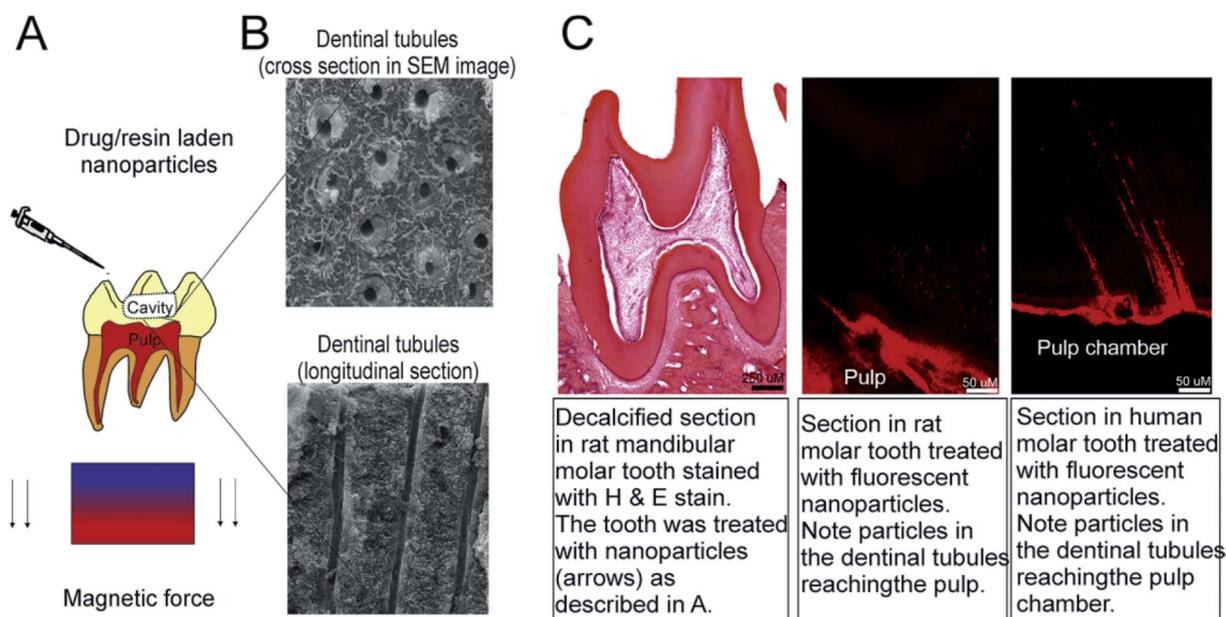 A
Drug/resin laden
nanoparticles
Cavity
Pulp
Magnetic force
B
Dentinal tubules
(cross section in SEM image)
Dentinal tubules
(longitudinal section)
C
250 uM
Decalcified section
in rat mandibular
molar tooth stained
with H & E stain.
The tooth was treated
with nanoparticles
(arrows) as
described in A.
Pulp
50 uM
Section in rat
molar tooth treated
with fluorescent
nanoparticles.
Note particles in
the dentinal tubules
reachingthe pulp.
Pulp chamber
50 uM
Section in human
molar tooth treated
with fluorescent
nanoparticles.
Note particles in
the dentinal tubules
reachingthe pulp
chamber.